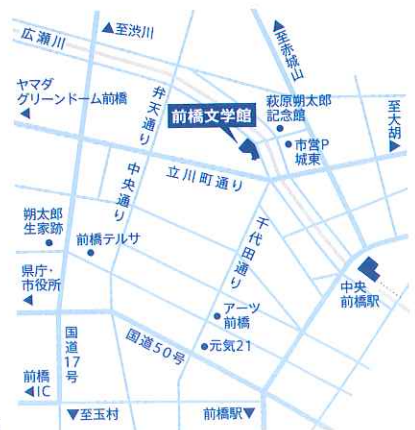 広瀬川
▲至渋川
▲至赤城山
ヤマダ
グリーンドーム前橋
◀
弁天通り
前橋文学館
萩原朔太郎
記念館
至大胡
▶
市営P
城東
立川町通り
中央通り
千代田通り
朔太郎
生家跡
前橋テルサ
県庁・
市役所
◀
中央
前橋駅
アーツ
前橋
元気21
国道50号
国道17号
前橋
◀IC
▼至玉村
前橋駅▼